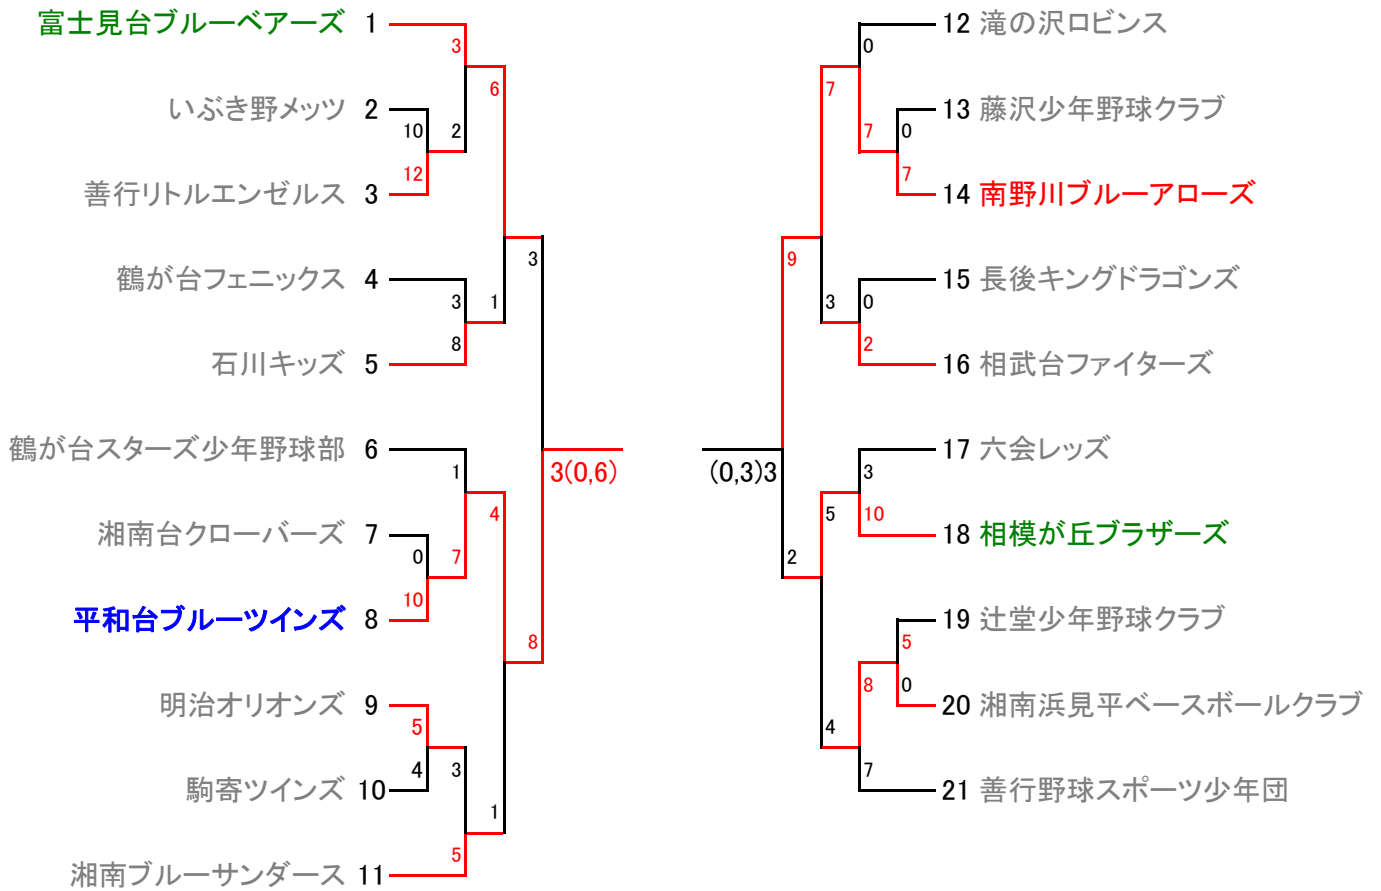 富士見台ブルーベアーズ 1
3
6
いぶき野メッツ 2
10
2
12
善行リトルエンゼルス 3
3
鶴が台フェニックス 4
3
1
8
石川キッズ 5
鶴が台スターズ少年野球部 6
1
4
湘南台クローバーズ 7
0
7
10
平和台ブルーツインズ 8
8
明治オリオンズ 9
5
4
3
駒寄ツインズ 10
1
5
湘南ブルーサンダース 11
3(0,6)
(0,3)3
12 滝の沢ロビンス
0
7
13 藤沢少年野球クラブ
7
0
7
14 南野川ブルーアローズ
9
15 長後キングドラゴンズ
3
0
2
16 相武台ファイターズ
17 六会レッズ
3
5
10
18 相模が丘ブラザーズ
2
19 辻堂少年野球クラブ
5
8
0
20 湘南浜見平ベースボールクラブ
4
7
21 善行野球スポーツ少年団